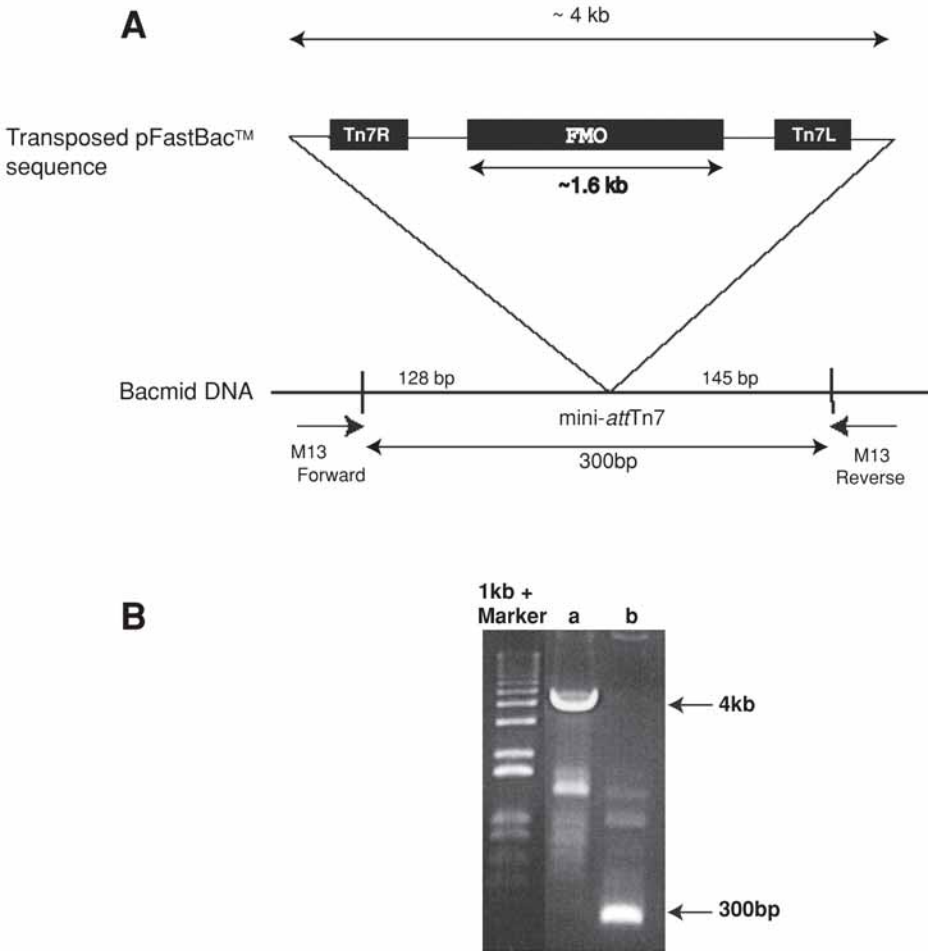 A
~ 4 kb
Transposed pFastBac™
sequence
Tn7R
FMO
Tn7L
~1.6 kb
Bacmid DNA
128 bp
145 bp
mini-attTn7
M13
Forward
300bp
M13
Reverse
B
1kb +
Marker
a
b
4kb
300bp